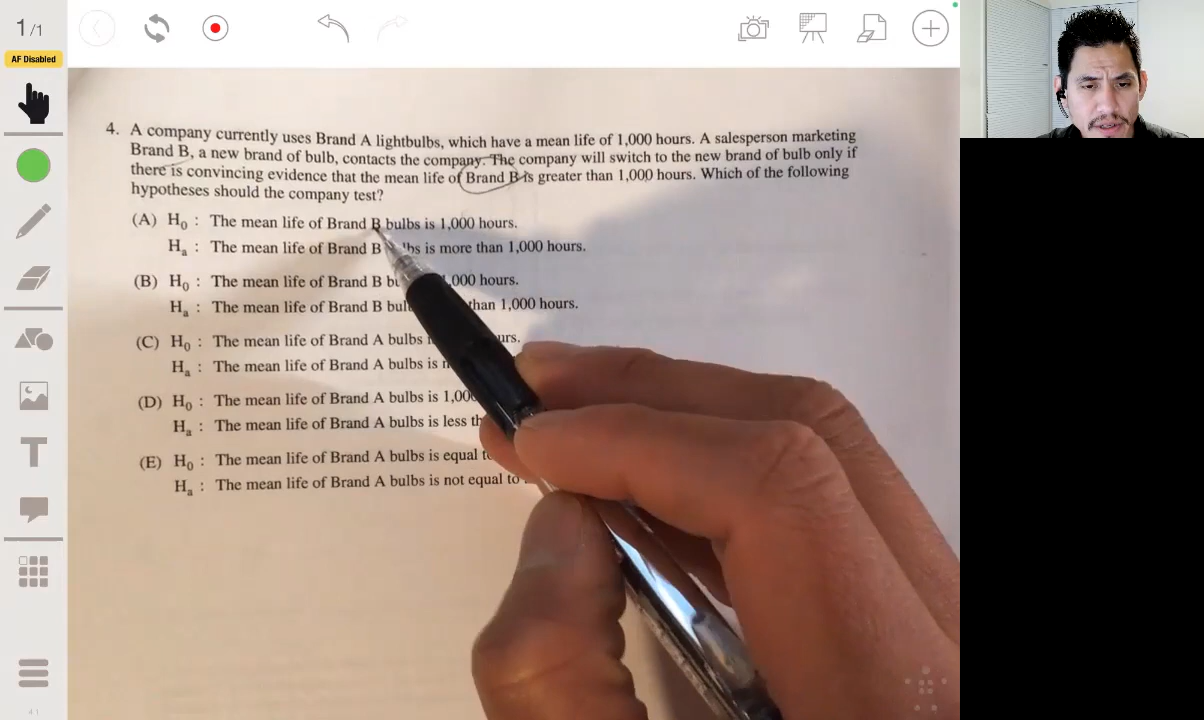 1/1
AF Disabled
4. A company currently uses Brand A lightbulbs, which have a mean life of 1,000 hours. A salesperson marketing
Brand B, a new brand of bulb, contacts the company. The company will switch to the new brand of bulb only if
there is convincing evidence that the mean life of Brand B is greater than 1,000 hours. Which of the following
hypotheses should the company test?
(A) H₀ : The mean life of Brand B bulbs is 1,000 hours.
Hₐ : The mean life of Brand B is more than 1,000 hours.
(B) H₀ : The mean life of Brand B hours.
Hₐ : The mean life of Brand B than 1,000 hours.
(C) H₀ : The mean life of Brand A bulbs
Hₐ : The mean life of Brand A bulbs is
(D) H₀ : The mean life of Brand A bulbs is
Hₐ : The mean life of Brand A bulbs is less
(E) H₀ : The mean life of Brand A bulbs is equal
Hₐ : The mean life of Brand A bulbs is not equal to
T